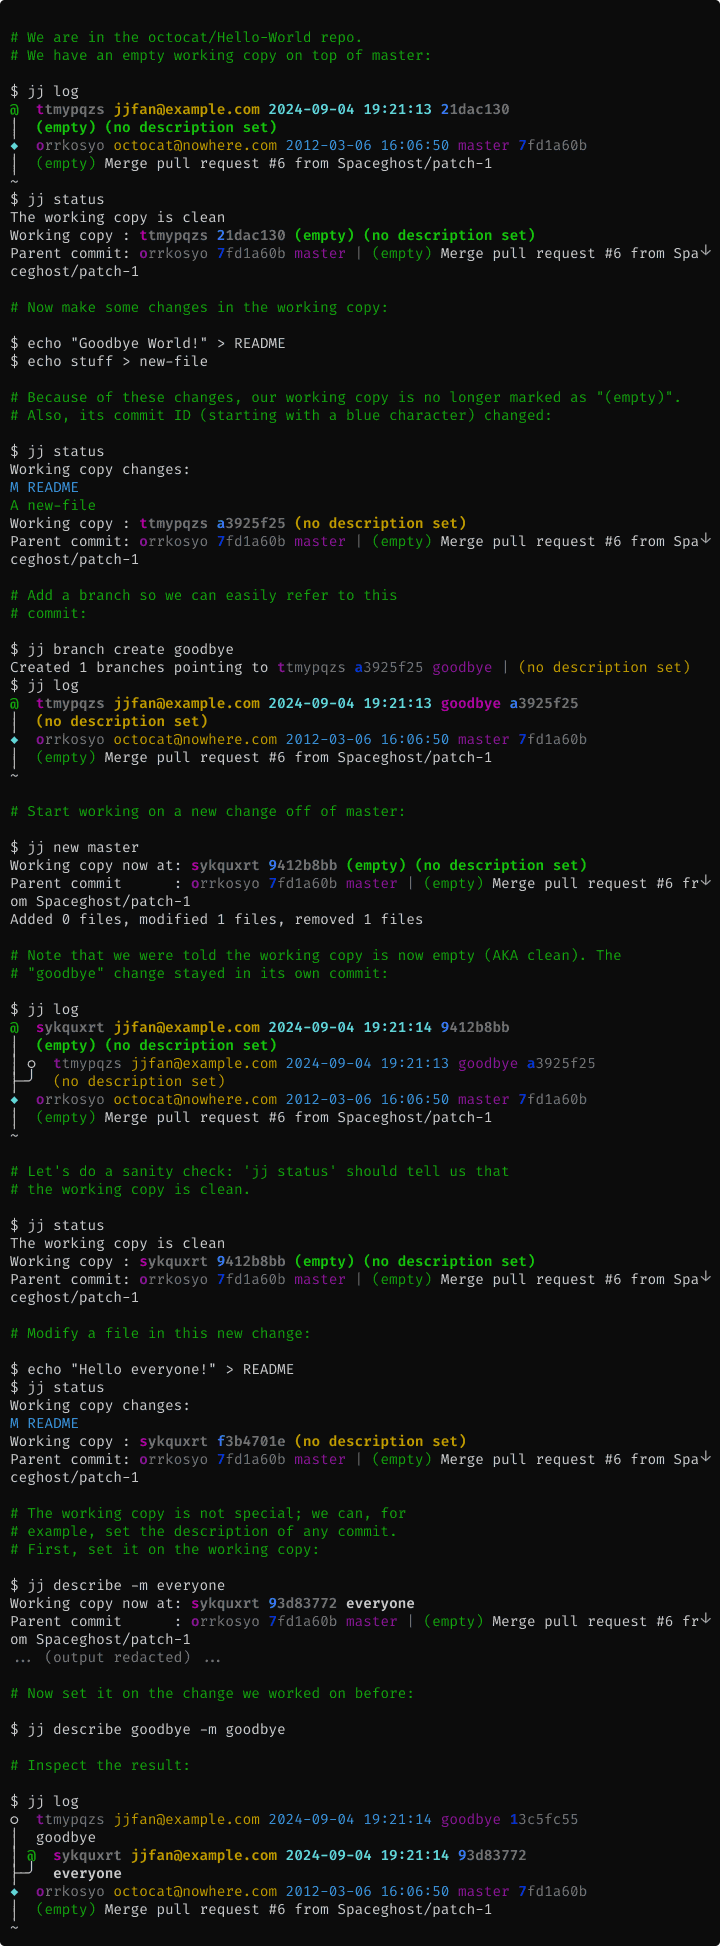 # We are in the octocat/Hello-World repo.
# We have an empty working copy on top of master:
$ jj log
@  ttmypqzs jjfan@example.com 2024-09-04 19:21:13 21dac130
│  (empty) (no description set)
◆  orrkosyo octocat@nowhere.com 2012-03-06 16:06:50 master 7fd1a60b
│  (empty) Merge pull request #6 from Spaceghost/patch-1
~
$ jj status
The working copy is clean
Working copy : ttmypqzs 21dac130 (empty) (no description set)
Parent commit: orrkosyo 7fd1a60b master | (empty) Merge pull request #6 from Spa↓
ceghost/patch-1
# Now make some changes in the working copy:
$ echo "Goodbye World!" > README
$ echo stuff > new-file
# Because of these changes, our working copy is no longer marked as "(empty)".
# Also, its commit ID (starting with a blue character) changed:
$ jj status
Working copy changes:
M README
A new-file
Working copy : ttmypqzs a3925f25 (no description set)
Parent commit: orrkosyo 7fd1a60b master | (empty) Merge pull request #6 from Spa↓
ceghost/patch-1
# Add a branch so we can easily refer to this
# commit:
$ jj branch create goodbye
Created 1 branches pointing to ttmypqzs a3925f25 goodbye | (no description set)
$ jj log
@  ttmypqzs jjfan@example.com 2024-09-04 19:21:13 goodbye a3925f25
│  (no description set)
◆  orrkosyo octocat@nowhere.com 2012-03-06 16:06:50 master 7fd1a60b
│  (empty) Merge pull request #6 from Spaceghost/patch-1
~
# Start working on a new change off of master:
$ jj new master
Working copy now at: sykquxrt 9412b8bb (empty) (no description set)
Parent commit      : orrkosyo 7fd1a60b master | (empty) Merge pull request #6 fr↓
om Spaceghost/patch-1
Added 0 files, modified 1 files, removed 1 files
# Note that we were told the working copy is now empty (AKA clean). The
# "goodbye" change stayed in its own commit:
$ jj log
@  sykquxrt jjfan@example.com 2024-09-04 19:21:14 9412b8bb
│  (empty) (no description set)
│ ○  ttmypqzs jjfan@example.com 2024-09-04 19:21:13 goodbye a3925f25
├─╯  (no description set)
◆  orrkosyo octocat@nowhere.com 2012-03-06 16:06:50 master 7fd1a60b
│  (empty) Merge pull request #6 from Spaceghost/patch-1
~
# Let's do a sanity check: 'jj status' should tell us that
# the working copy is clean.
$ jj status
The working copy is clean
Working copy : sykquxrt 9412b8bb (empty) (no description set)
Parent commit: orrkosyo 7fd1a60b master | (empty) Merge pull request #6 from Spa↓
ceghost/patch-1
# Modify a file in this new change:
$ echo "Hello everyone!" > README
$ jj status
Working copy changes:
M README
Working copy : sykquxrt f3b4701e (no description set)
Parent commit: orrkosyo 7fd1a60b master | (empty) Merge pull request #6 from Spa↓
ceghost/patch-1
# The working copy is not special; we can, for
# example, set the description of any commit.
# First, set it on the working copy:
$ jj describe -m everyone
Working copy now at: sykquxrt 93d83772 everyone
Parent commit      : orrkosyo 7fd1a60b master | (empty) Merge pull request #6 fr↓
om Spaceghost/patch-1
... (output redacted) ...
# Now set it on the change we worked on before:
$ jj describe goodbye -m goodbye
# Inspect the result:
$ jj log
○  ttmypqzs jjfan@example.com 2024-09-04 19:21:14 goodbye 13c5fc55
│  goodbye
│ @  sykquxrt jjfan@example.com 2024-09-04 19:21:14 93d83772
├─╯  everyone
◆  orrkosyo octocat@nowhere.com 2012-03-06 16:06:50 master 7fd1a60b
│  (empty) Merge pull request #6 from Spaceghost/patch-1
~